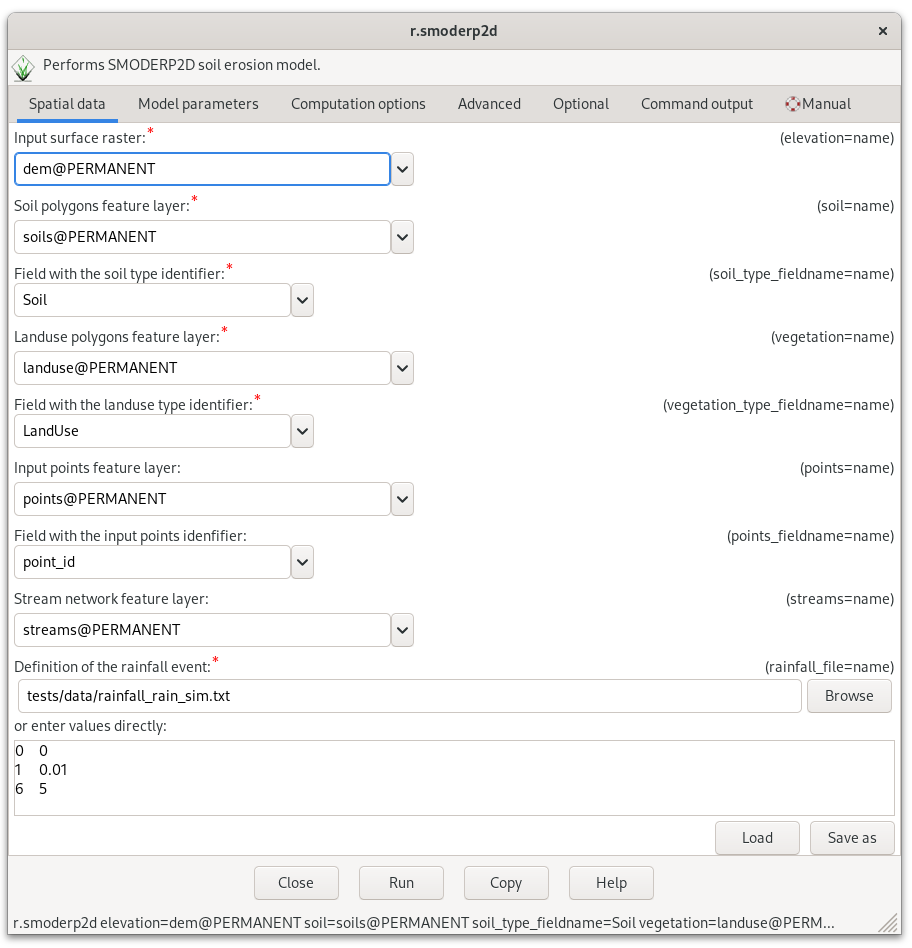 r.smoderp2d ×
Performs SMODERP2D soil erosion model.
Spatial data Model parameters Computation options Advanced Optional Command output Manual
Input surface raster:* (elevation=name)
dem@PERMANENT
Soil polygons feature layer:* (soil=name)
soils@PERMANENT
Field with the soil type identifier:* (soil_type_fieldname=name)
Soil
Landuse polygons feature layer:* (vegetation=name)
landuse@PERMANENT
Field with the landuse type identifier:* (vegetation_type_fieldname=name)
LandUse
Input points feature layer: (points=name)
points@PERMANENT
Field with the input points idenfifier: (points_fieldname=name)
point_id
Stream network feature layer: (streams=name)
streams@PERMANENT
Definition of the rainfall event:* (rainfall_file=name)
tests/data/rainfall_rain_sim.txt Browse
or enter values directly:
0 0
1 0.01
6 5
Load Save as
Close Run Copy Help
r.smoderp2d elevation=dem@PERMANENT soil=soils@PERMANENT soil_type_fieldname=Soil vegetation=landuse@PERM...